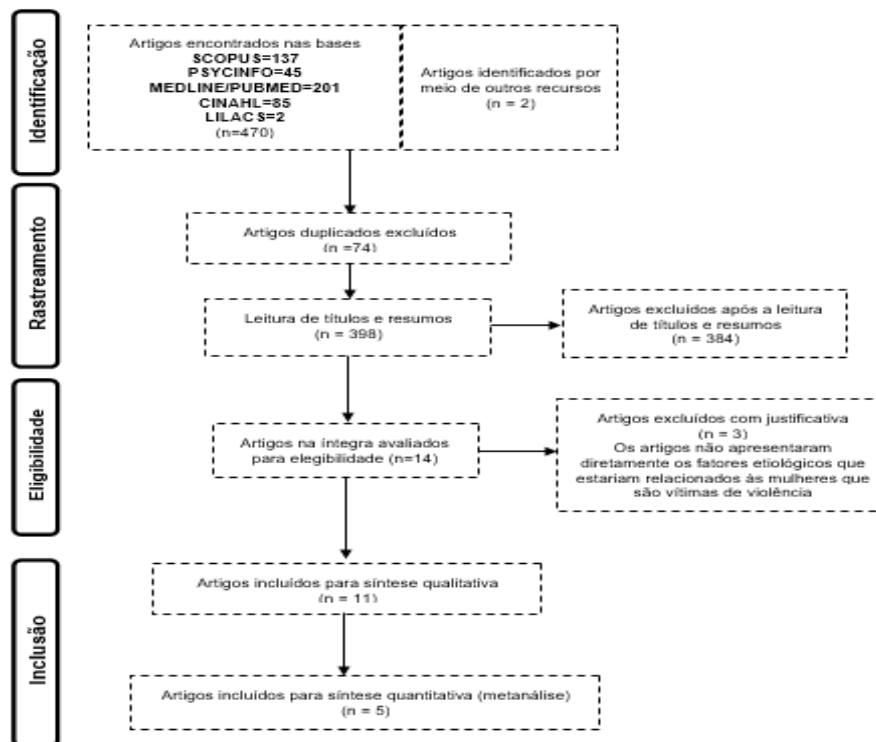 Identificação
Artigos encontrados nas bases
SCOPUS=137
PSYCINFO=45
MEDLINE/PUBMED=201
CINAHL=85
LILACS=2
(n=470)
Artigos identificados por
meio de outros recursos
(n = 2)
Rastreamento
Artigos duplicados excluídos
(n =74)
Leitura de títulos e resumos
(n = 398)
Artigos excluídos após a leitura
de títulos e resumos
(n = 384)
Eligibilidade
Artigos na íntegra avaliados
para elegibilidade (n=14)
Artigos excluídos com justificativa
(n = 3)
Os artigos não apresentaram
diretamente os fatores etiológicos que
estariam relacionados às mulheres que
são vítimas de violência
Inclusão
Artigos incluídos para síntese qualitativa
(n = 11)
Artigos incluídos para síntese quantitativa (metanálise)
(n = 5)